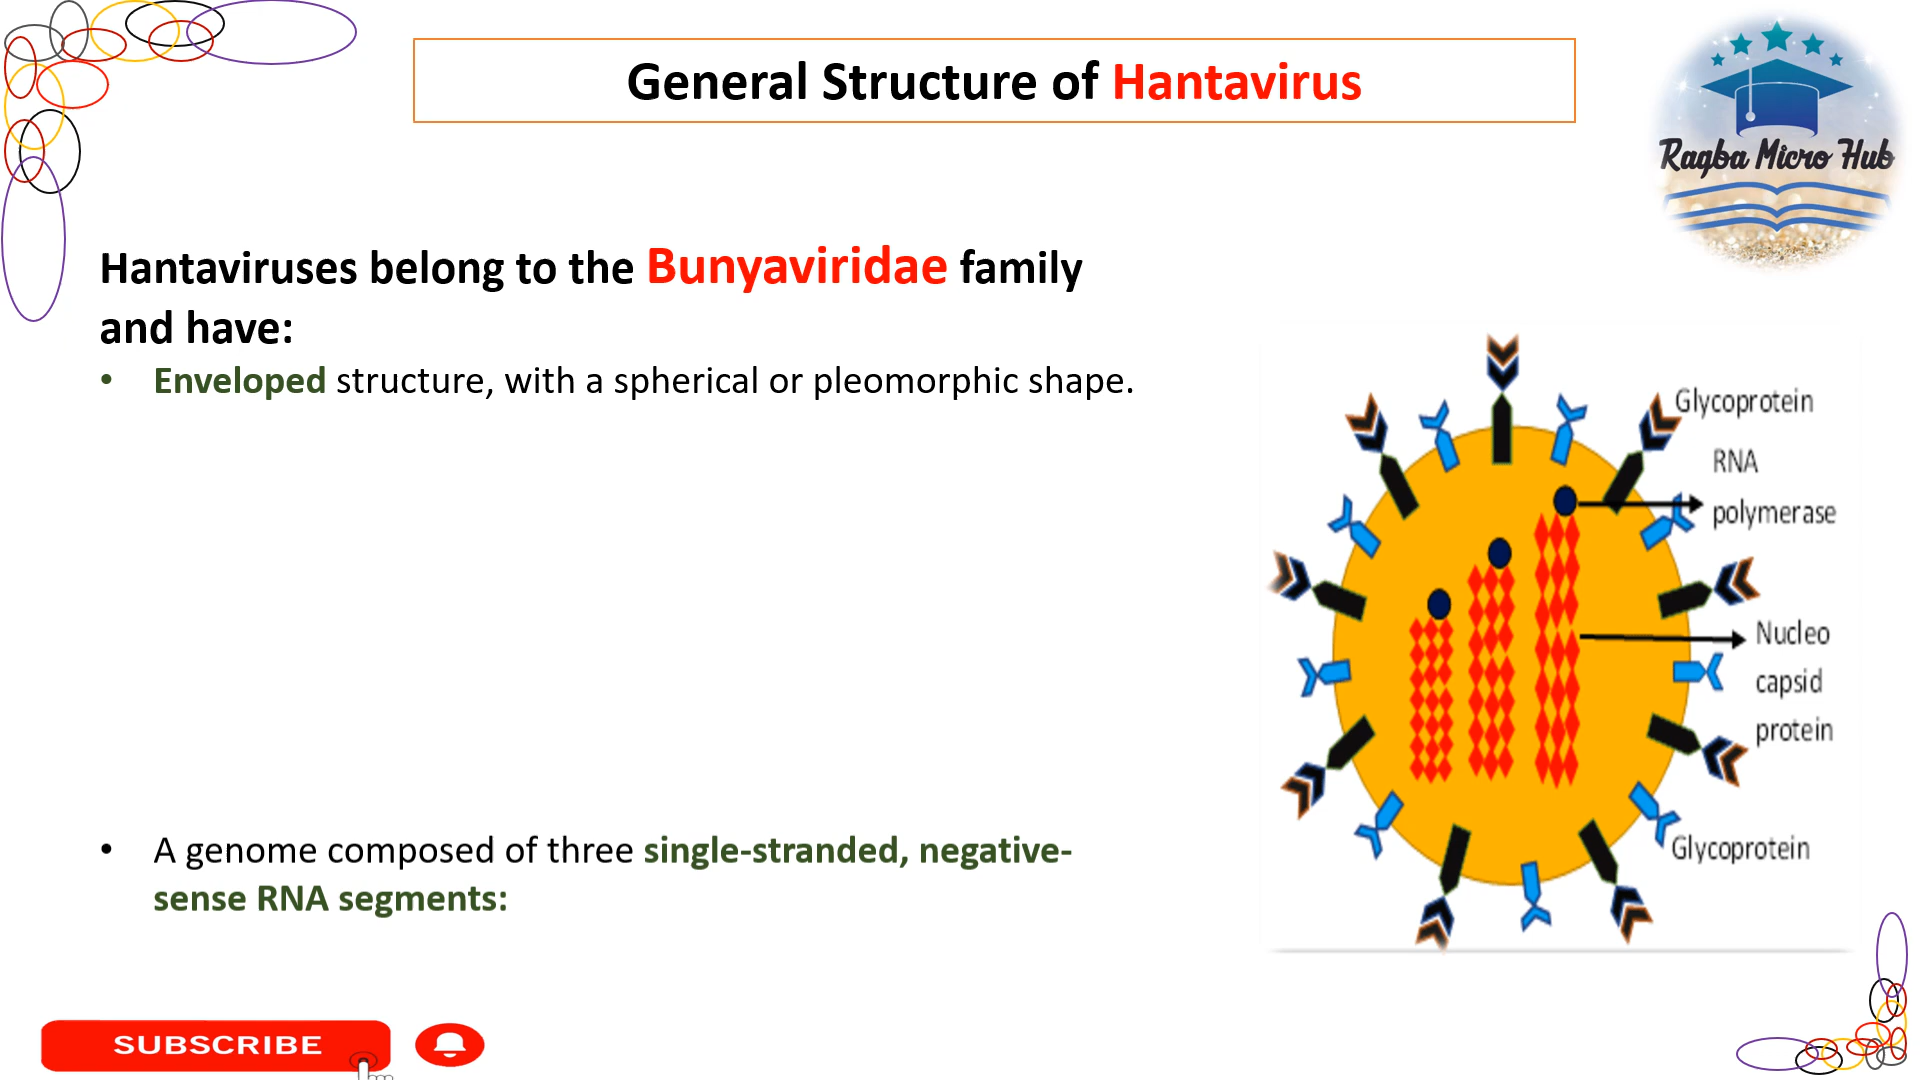 General Structure of Hantavirus
Ragba Micro Hub
Hantaviruses belong to the Bunyaviridae family
and have:
• Enveloped structure, with a spherical or pleomorphic shape.
• A genome composed of three single-stranded, negative-
sense RNA segments:
Glycoprotein
RNA
polymerase
Nucleo
capsid
protein
Glycoprotein
SUBSCRIBE